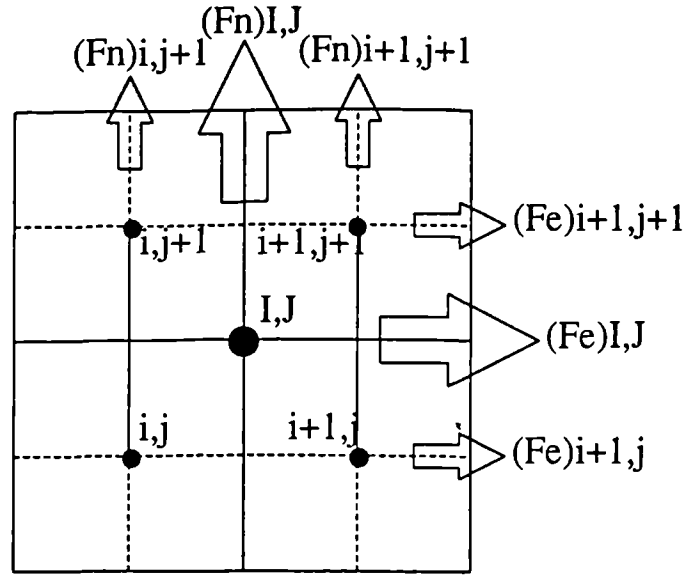 (Fn)I,J
(Fn)i,j+1
(Fn)i+1,j+1
i,j+1
i+1,j+1
(Fe)i+1,j+1
I,J
(Fe)I,J
i,j
i+1,j
(Fe)i+1,j